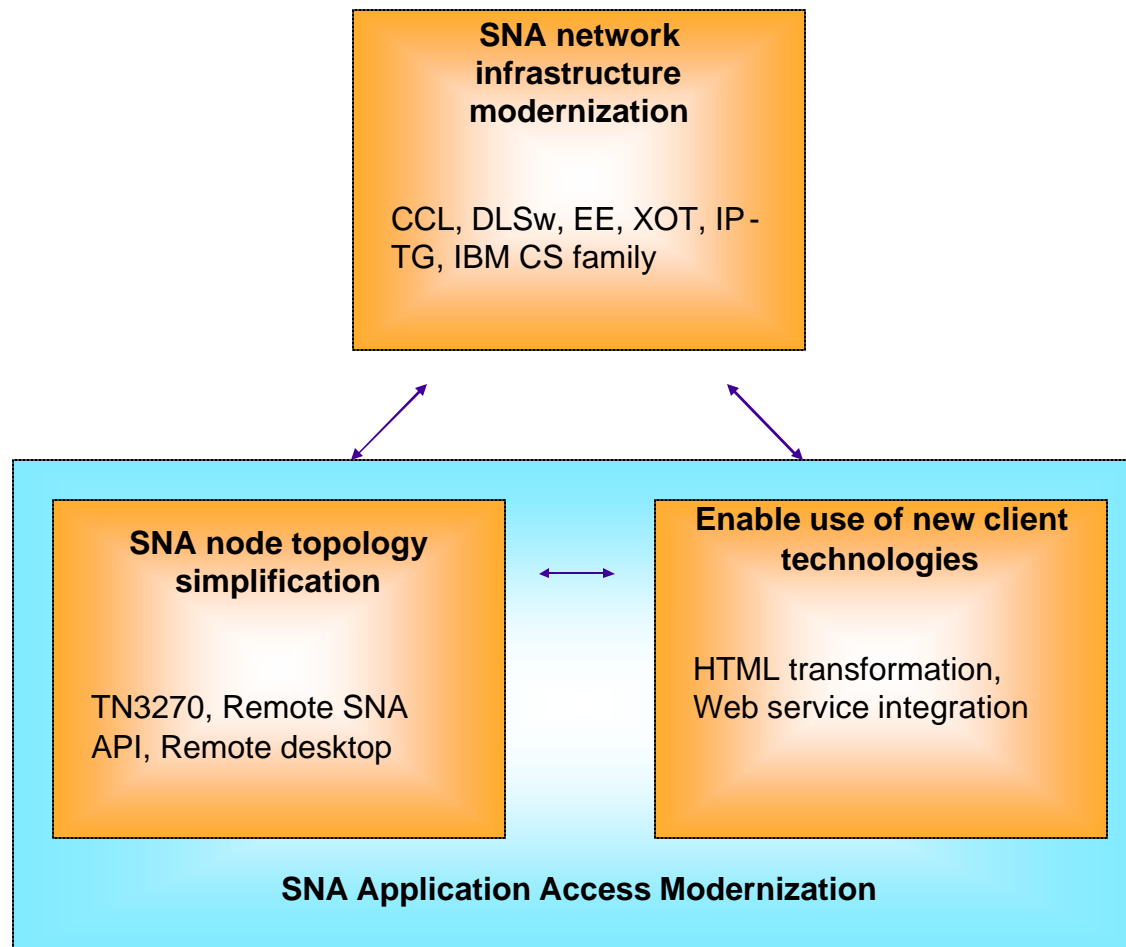 SNA network
infrastructure
modernization
CCL, DLSw, EE, XOT, IP-
TG, IBM CS family
SNA node topology
simplification
TN3270, Remote SNA
API, Remote desktop
Enable use of new client
technologies
HTML transformation,
Web service integration
SNA Application Access Modernization